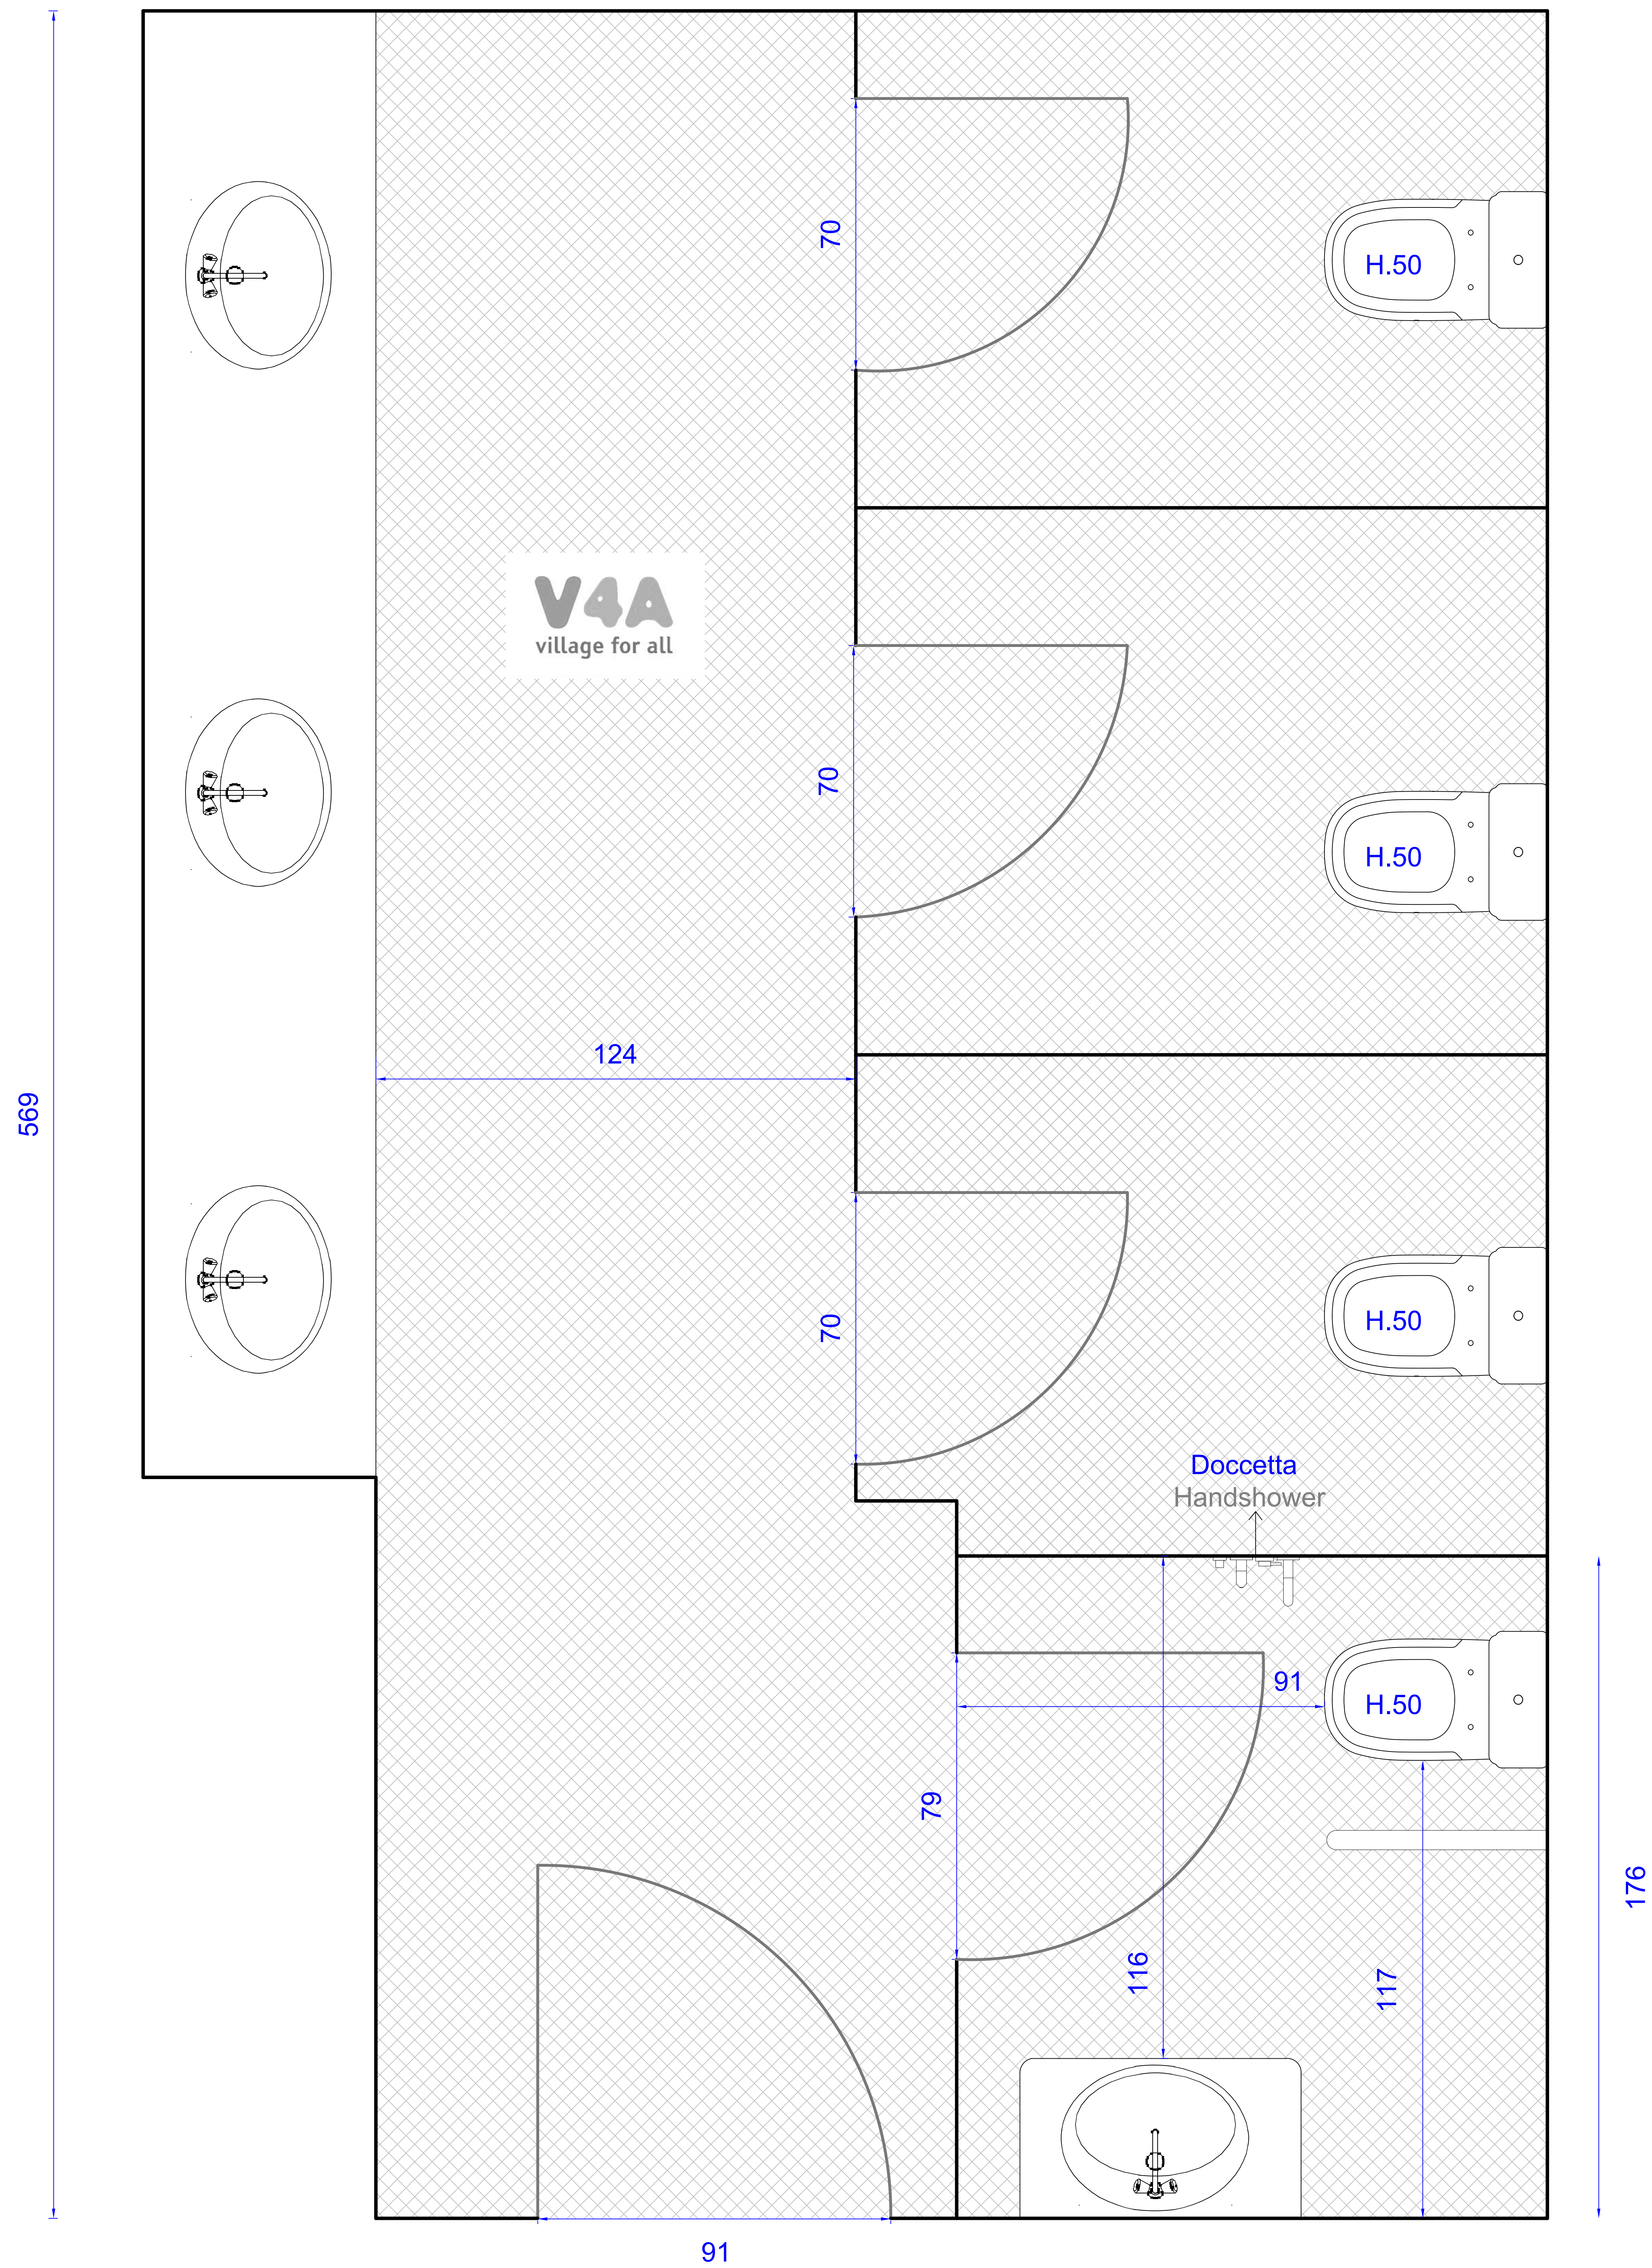 70
H.50
V4A
village for all
70
H.50
124
569
70
H.50
Doccetta
Handshower
91
H.50
79
176
116
117
91